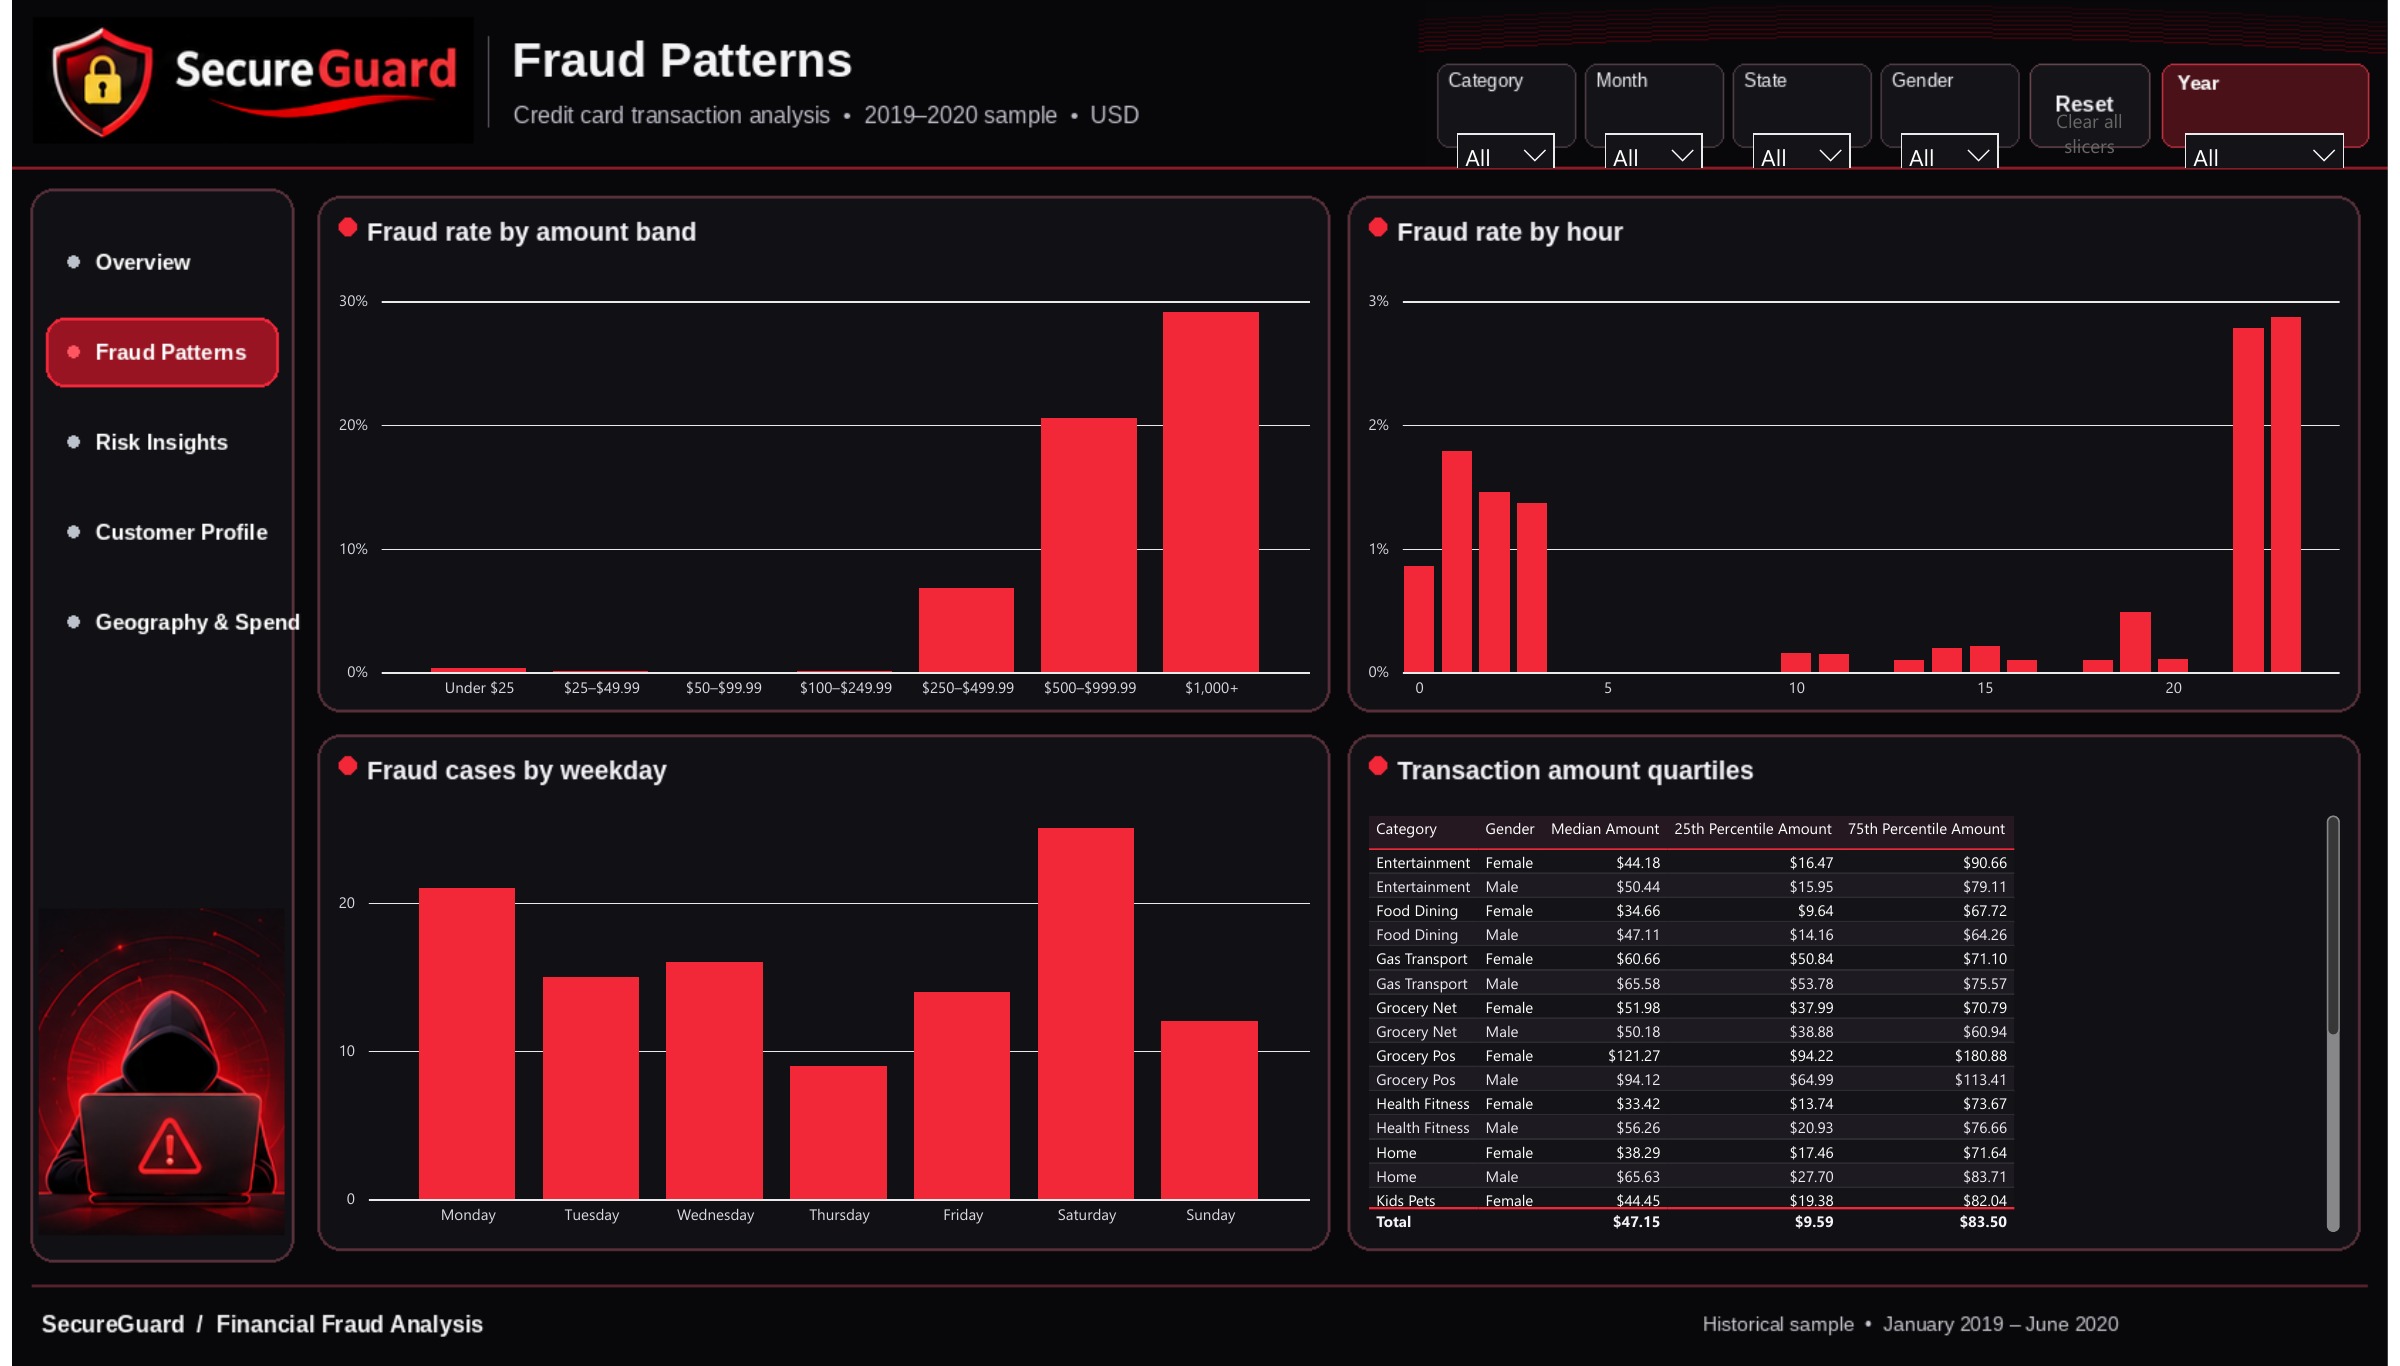 SecureGuard
Fraud Patterns
Credit card transaction analysis • 2019–2020 sample • USD
Category
All
Month
All
State
All
Gender
All
Reset
Clear all
slicers
Year
All
Overview
Fraud Patterns
Risk Insights
Customer Profile
Geography & Spend
Fraud rate by amount band
30%
20%
10%
0%
Under $25 $25–$49.99 $50–$99.99 $100–$249.99 $250–$499.99 $500–$999.99 $1,000+
Fraud rate by hour
3%
2%
1%
0%
0 5 10 15 20
Fraud cases by weekday
20
10
0
Monday Tuesday Wednesday Thursday Friday Saturday Sunday
Transaction amount quartiles
Category Gender Median Amount 25th Percentile Amount 75th Percentile Amount
Entertainment Female $44.18 $16.47 $90.66
Entertainment Male $50.44 $15.95 $79.11
Food Dining Female $34.66 $9.64 $67.72
Food Dining Male $47.11 $14.16 $64.26
Gas Transport Female $60.66 $50.84 $71.10
Gas Transport Male $65.58 $53.78 $75.57
Grocery Net Female $51.98 $37.99 $70.79
Grocery Net Male $50.18 $38.88 $60.94
Grocery Pos Female $121.27 $94.22 $180.88
Grocery Pos Male $94.12 $64.99 $113.41
Health Fitness Female $33.42 $13.74 $73.67
Health Fitness Male $56.26 $20.93 $76.66
Home Female $38.29 $17.46 $71.64
Home Male $65.63 $27.70 $83.71
Kids Pets Female $44.45 $19.38 $82.04
Total $47.15 $9.59 $83.50
SecureGuard / Financial Fraud Analysis
Historical sample • January 2019 – June 2020